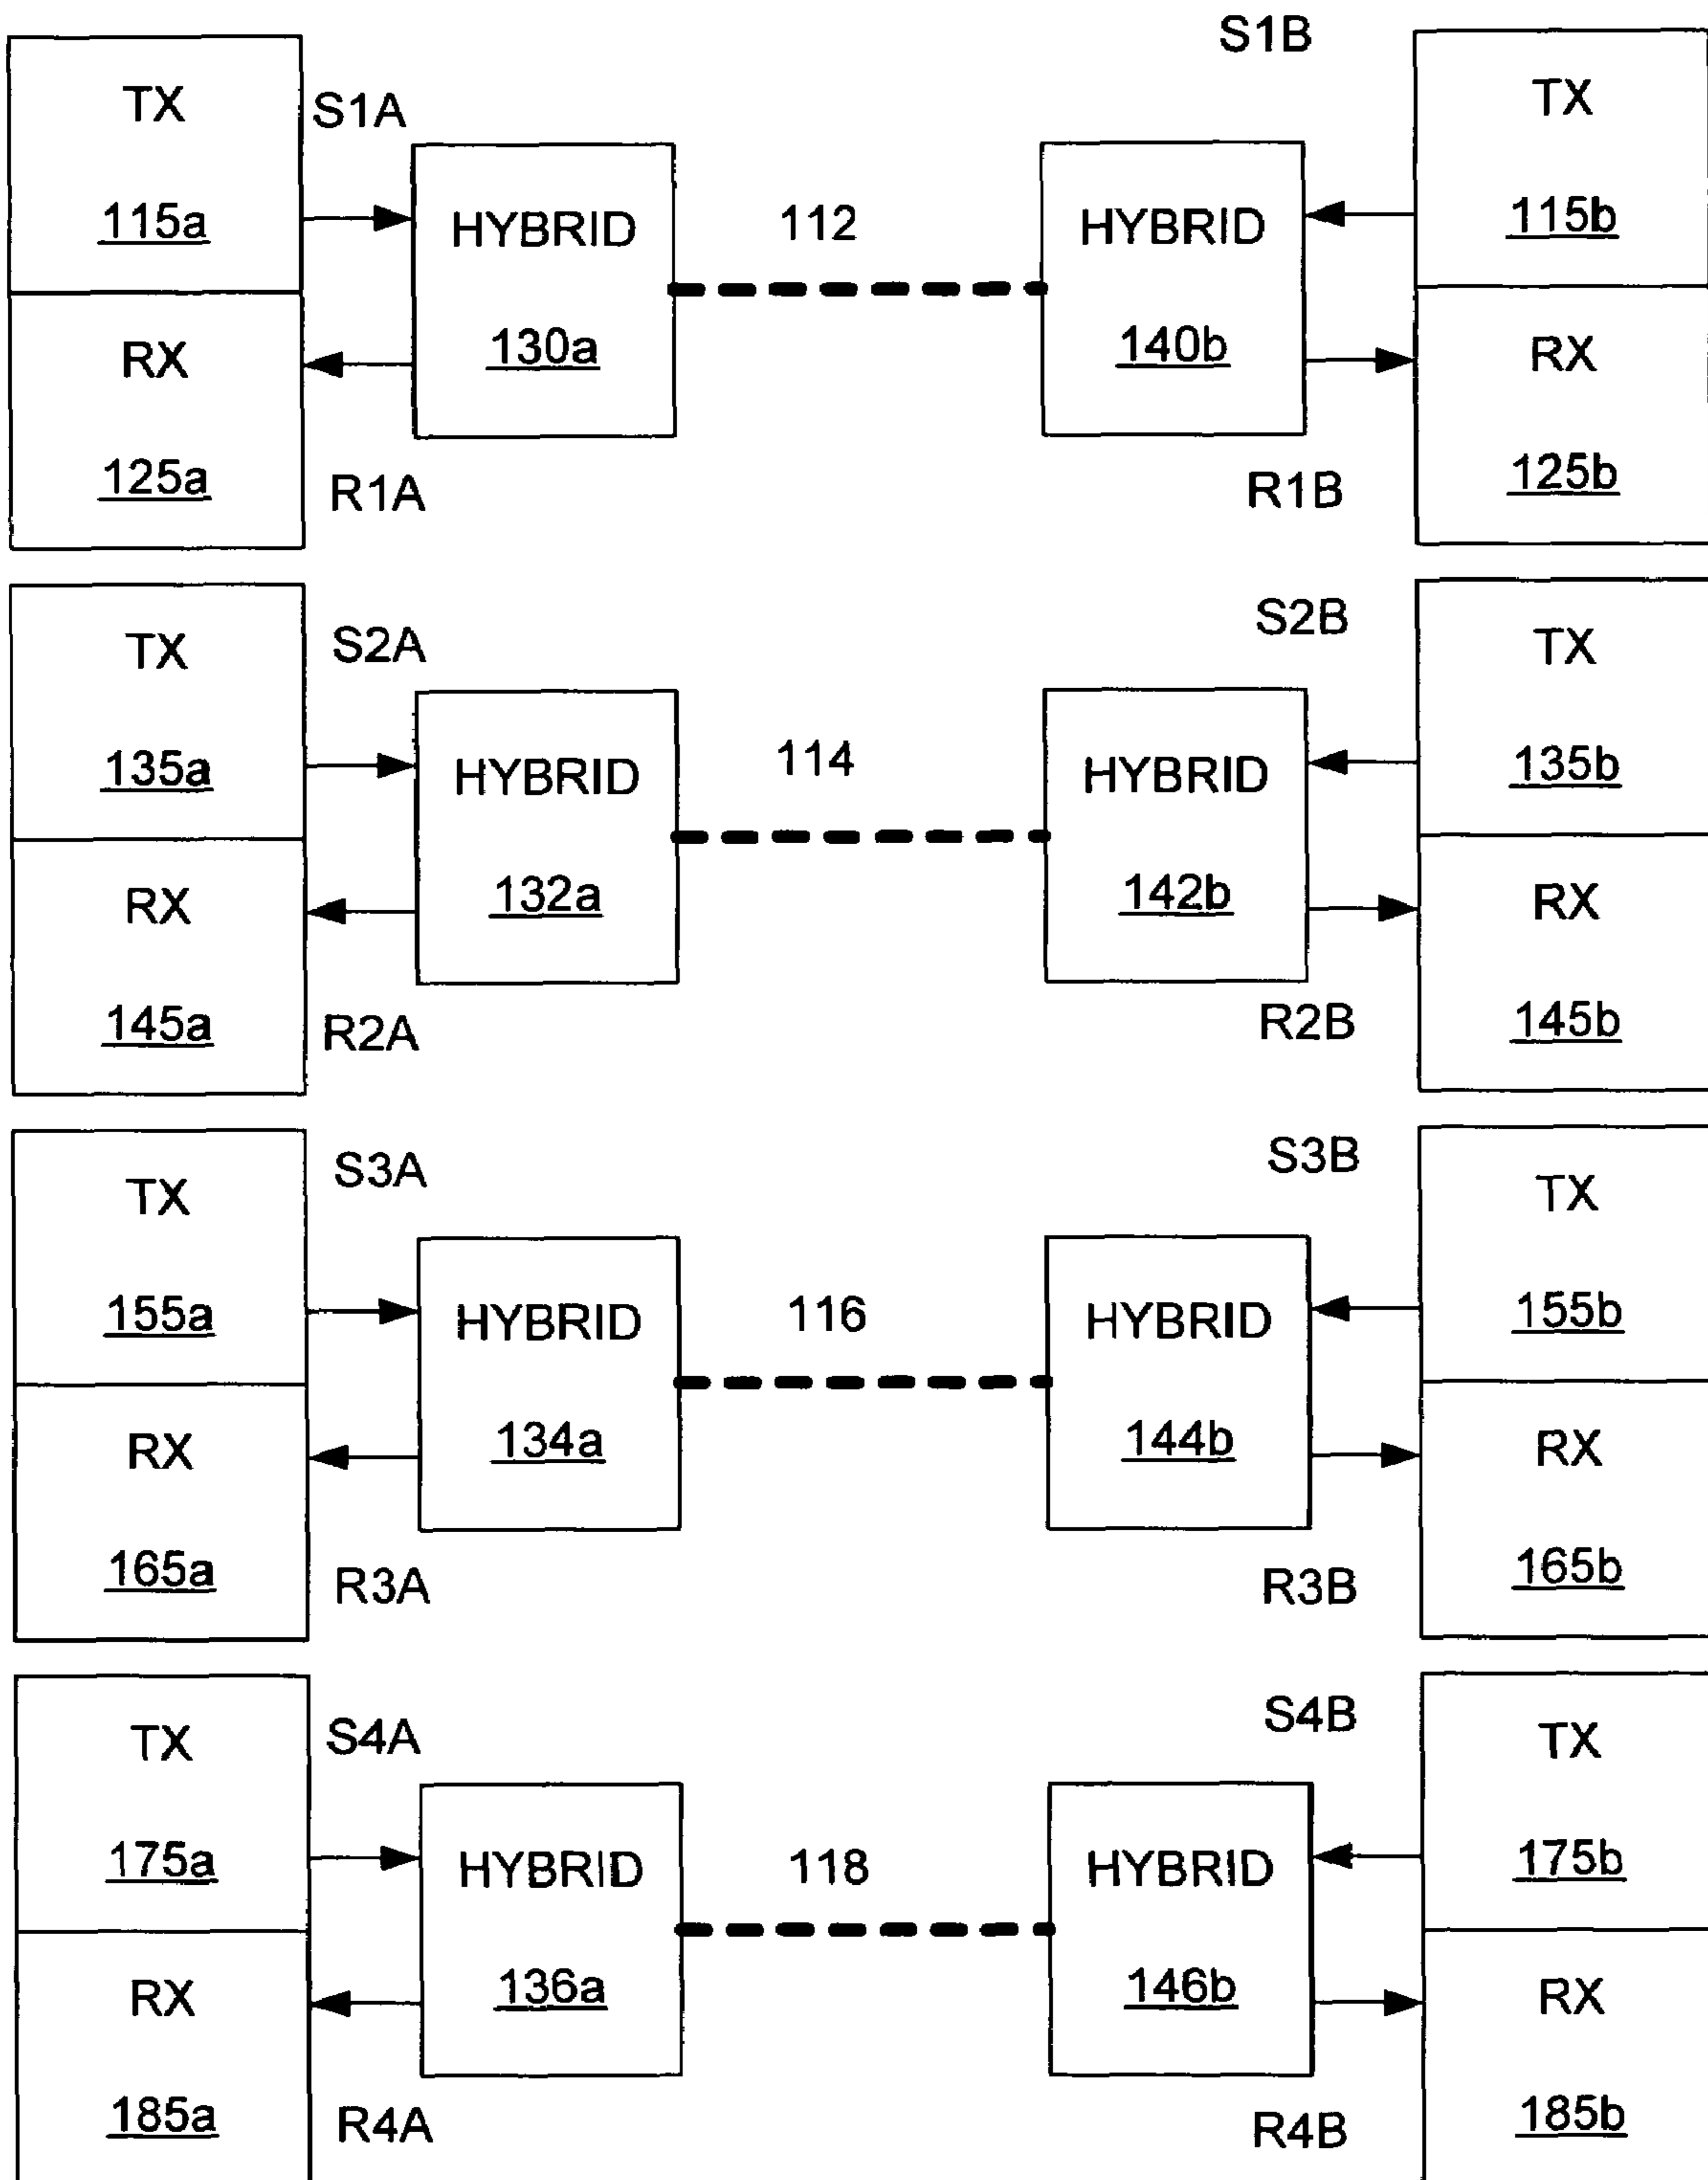 S1B
TX
S1A
TX
115a
HYBRID
112
HYBRID
115b
RX
130a
140b
RX
125a
R1A
R1B
125b
TX
S2A
S2B
TX
135a
HYBRID
114
HYBRID
135b
RX
132a
142b
RX
145a
R2A
R2B
145b
TX
S3A
S3B
TX
155a
HYBRID
116
HYBRID
155b
RX
134a
144b
RX
165a
R3A
R3B
165b
TX
S4A
S4B
TX
175a
HYBRID
118
HYBRID
175b
RX
136a
146b
RX
185a
R4A
R4B
185b